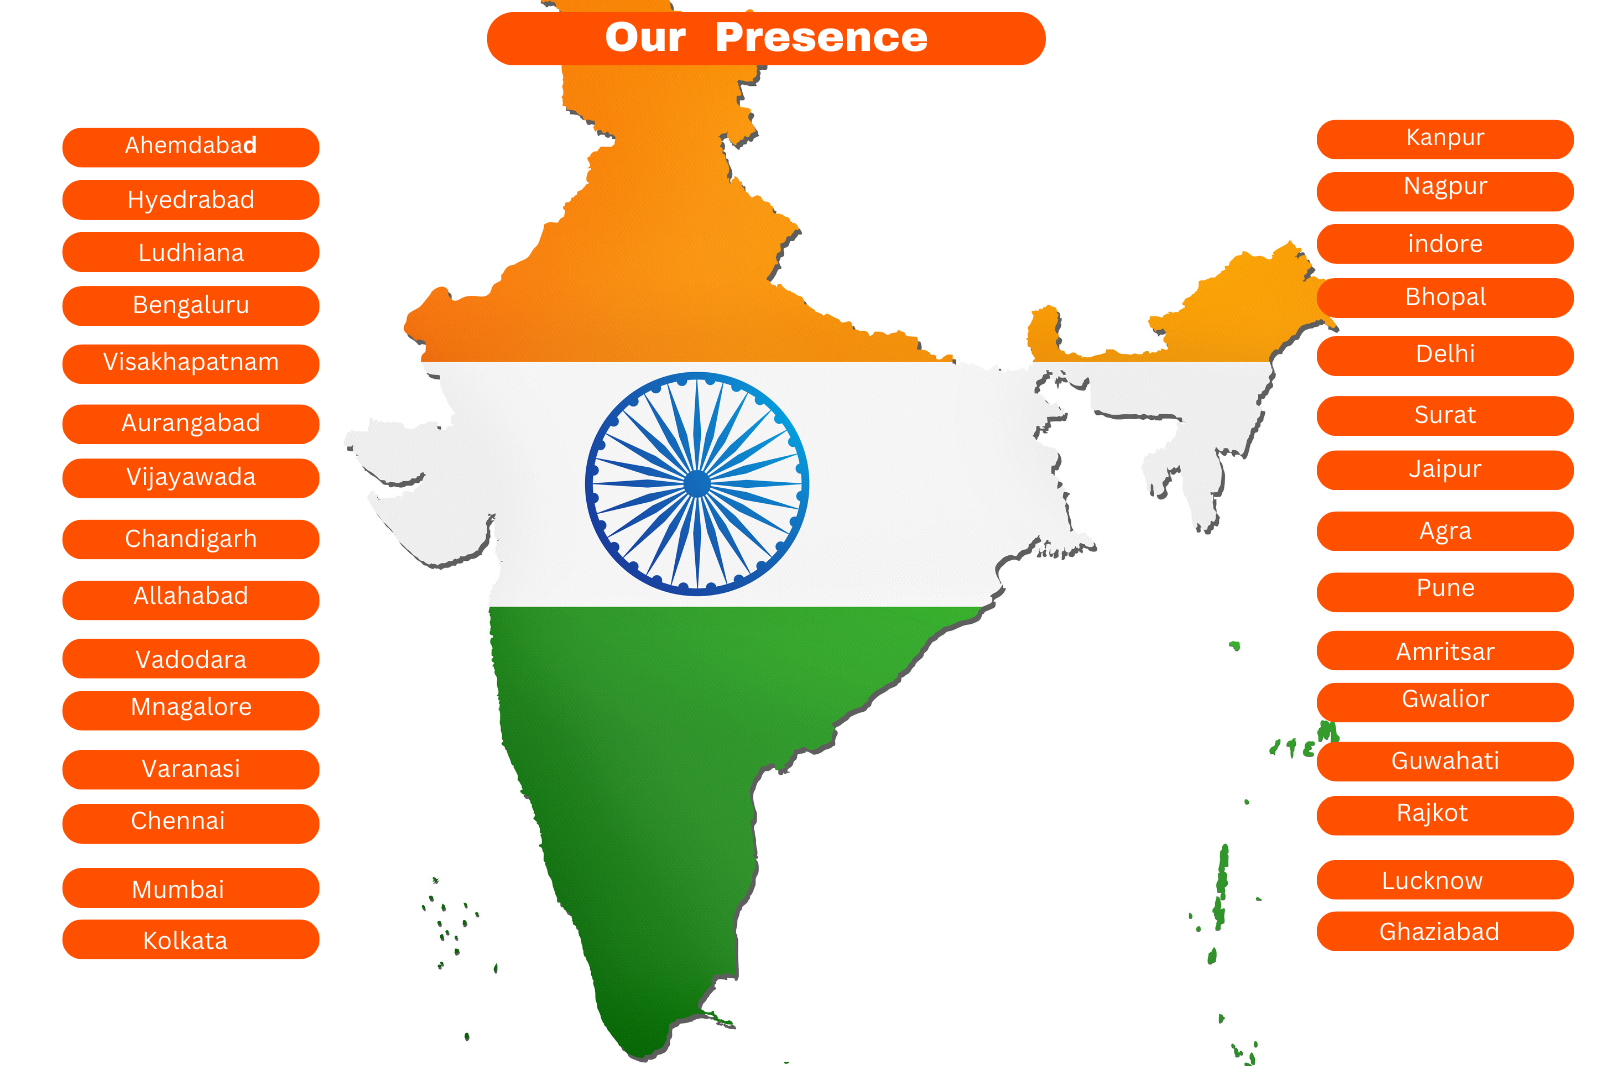 Our Presence
Ahemdabad
Hyedrabad
Ludhiana
Bengaluru
Visakhapatnam
Aurangabad
Vijayawada
Chandigarh
Allahabad
Vadodara
Mnagalore
Varanasi
Chennai
Mumbai
Kolkata
Kanpur
Nagpur
indore
Bhopal
Delhi
Surat
Jaipur
Agra
Pune
Amritsar
Gwalior
Guwahati
Rajkot
Lucknow
Ghaziabad